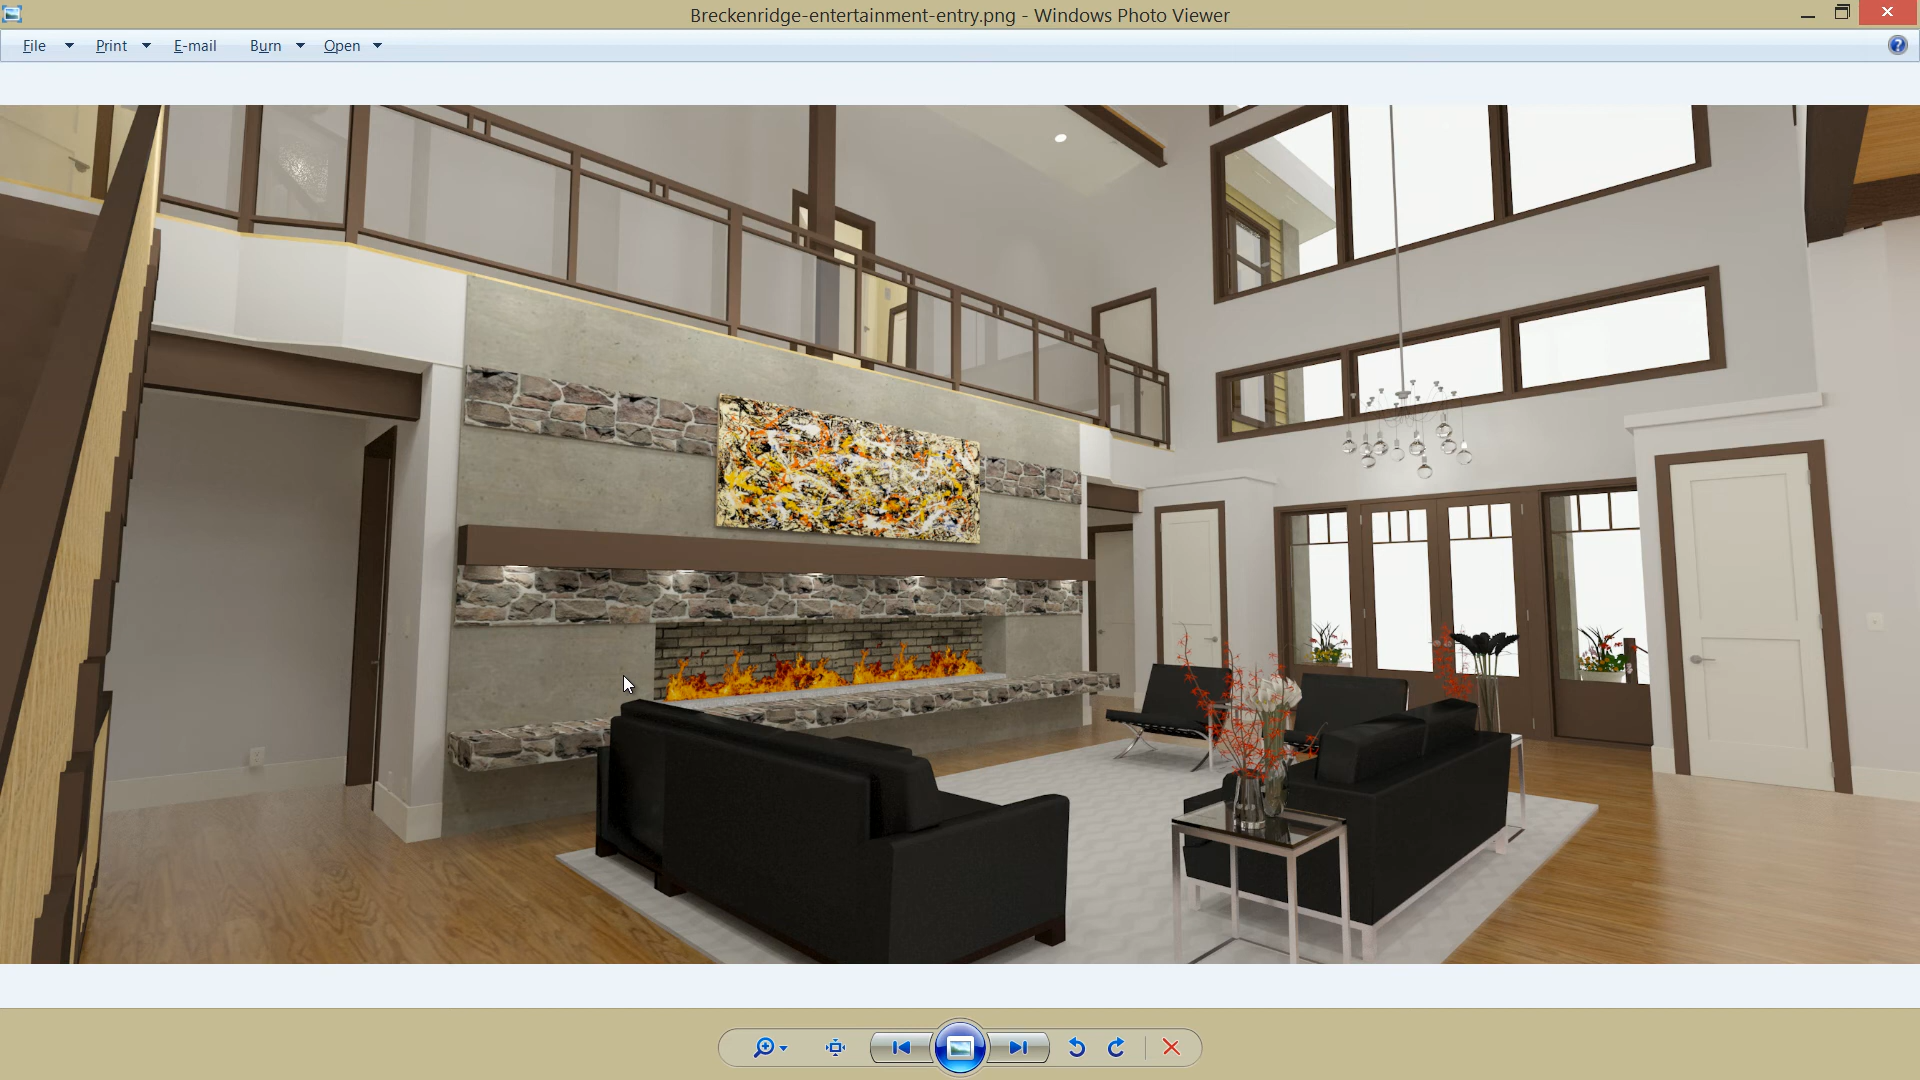 Breckenridge-entertainment-entry.png - Windows Photo Viewer
File Print E-mail Burn Open